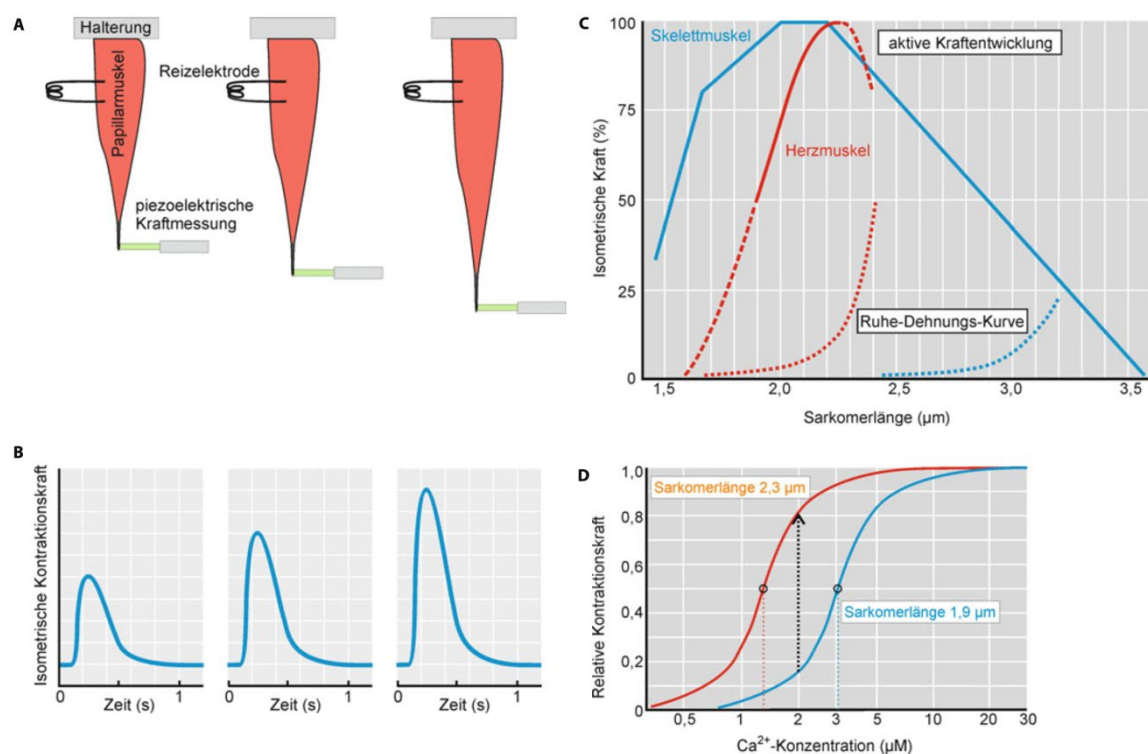 A
Halterung
Papillarmuskel
Reizelektrode
piezoelektrische
Kraftmessung
B
Isometrische Kontraktionskraft
0
1
Zeit (s)
0
1
Zeit (s)
0
1
Zeit (s)
C
Isometrische Kraft (%)
100
75
50
25
0
Skelettmuskel
aktive Kraftentwicklung
Herzmuskel
Ruhe-Dehnungs-Kurve
1,5
2,0
2,5
3,0
3,5
Sarkomerlänge (µm)
D
Relative Kontraktionskraft
1,0
0,8
0,6
0,4
0,2
0
Sarkomerlänge 2,3 µm
Sarkomerlänge 1,9 µm
0,5
1
2
3
5
10
20
30
Ca²⁺-Konzentration (µM)